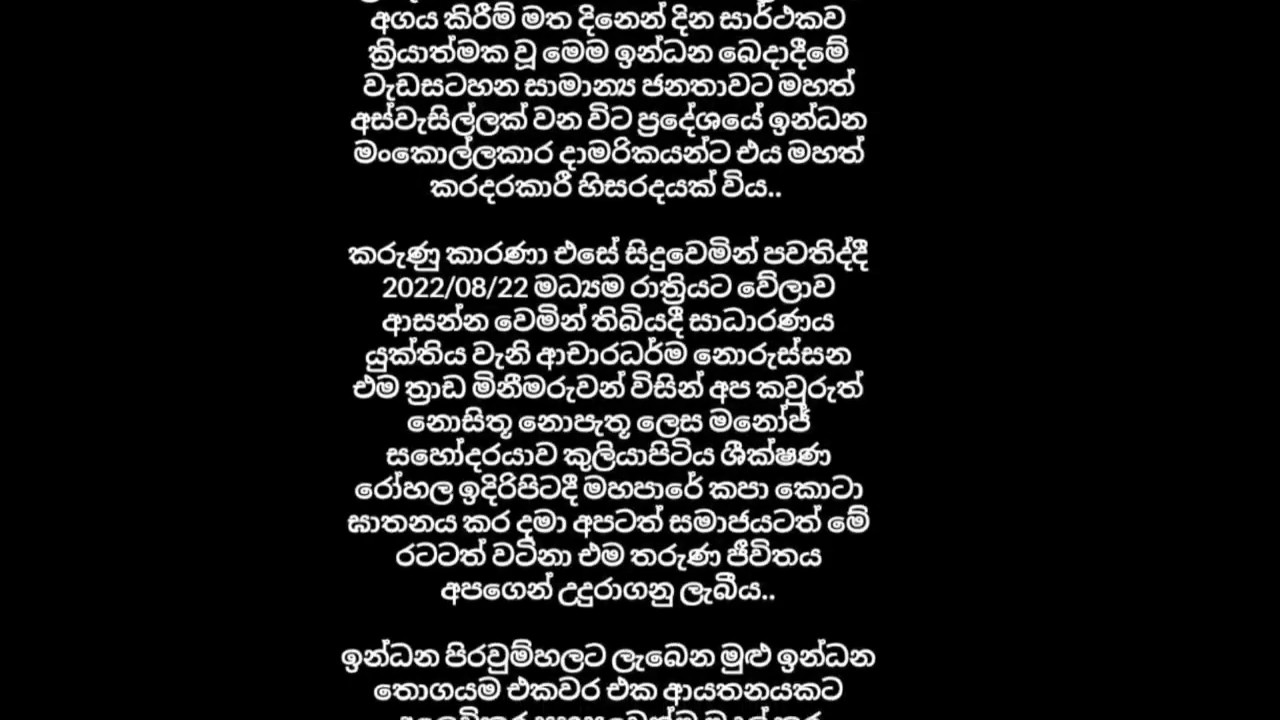 අගය කිරීම් මත දිනෙන් දින සාර්ථකව
ක්‍රියාත්මක වූ මෙම ඉන්ධන බෙදාදීමේ
වැඩසටහන සාමාන්‍ය ජනතාවට මහත්
අස්වැසිල්ලක් වන විට ප්‍රදේශයේ ඉන්ධන
මංකොල්ලකාර දාමරිකයන්ට එය මහත්
කරදරකාරී හිසරදයක් විය..
කරුණු කාරණා එසේ සිදුවෙමින් පවතිද්දී
2022/08/22 මධ්‍යම රාත්‍රියට වේලාව
ආසන්න වෙමින් තිබියදී සාධාරණය
යුක්තිය වැනි ආචාරධර්ම නොරුස්සන
එම ත්‍රාඩ මිනීමරුවන් විසින් අප කවුරුත්
නොසිතූ නොපැතූ ලෙස මනෝජ්
සහෝදරයාව කුලියාපිටිය ශීක්ෂණ
රෝහල ඉදිරිපිටදී මහපාරේ කපා කොටා
ඝාතනය කර දමා අපටත් සමාජයටත් මේ
රටටත් වටිනා එම තරුණ ජීවිතය
අපගෙන් උදුරාගනු ලැබීය..
ඉන්ධන පිරවුම්හලට ලැබෙන මුළු ඉන්ධන
තොගයම එකවර එක ආයතනයකට